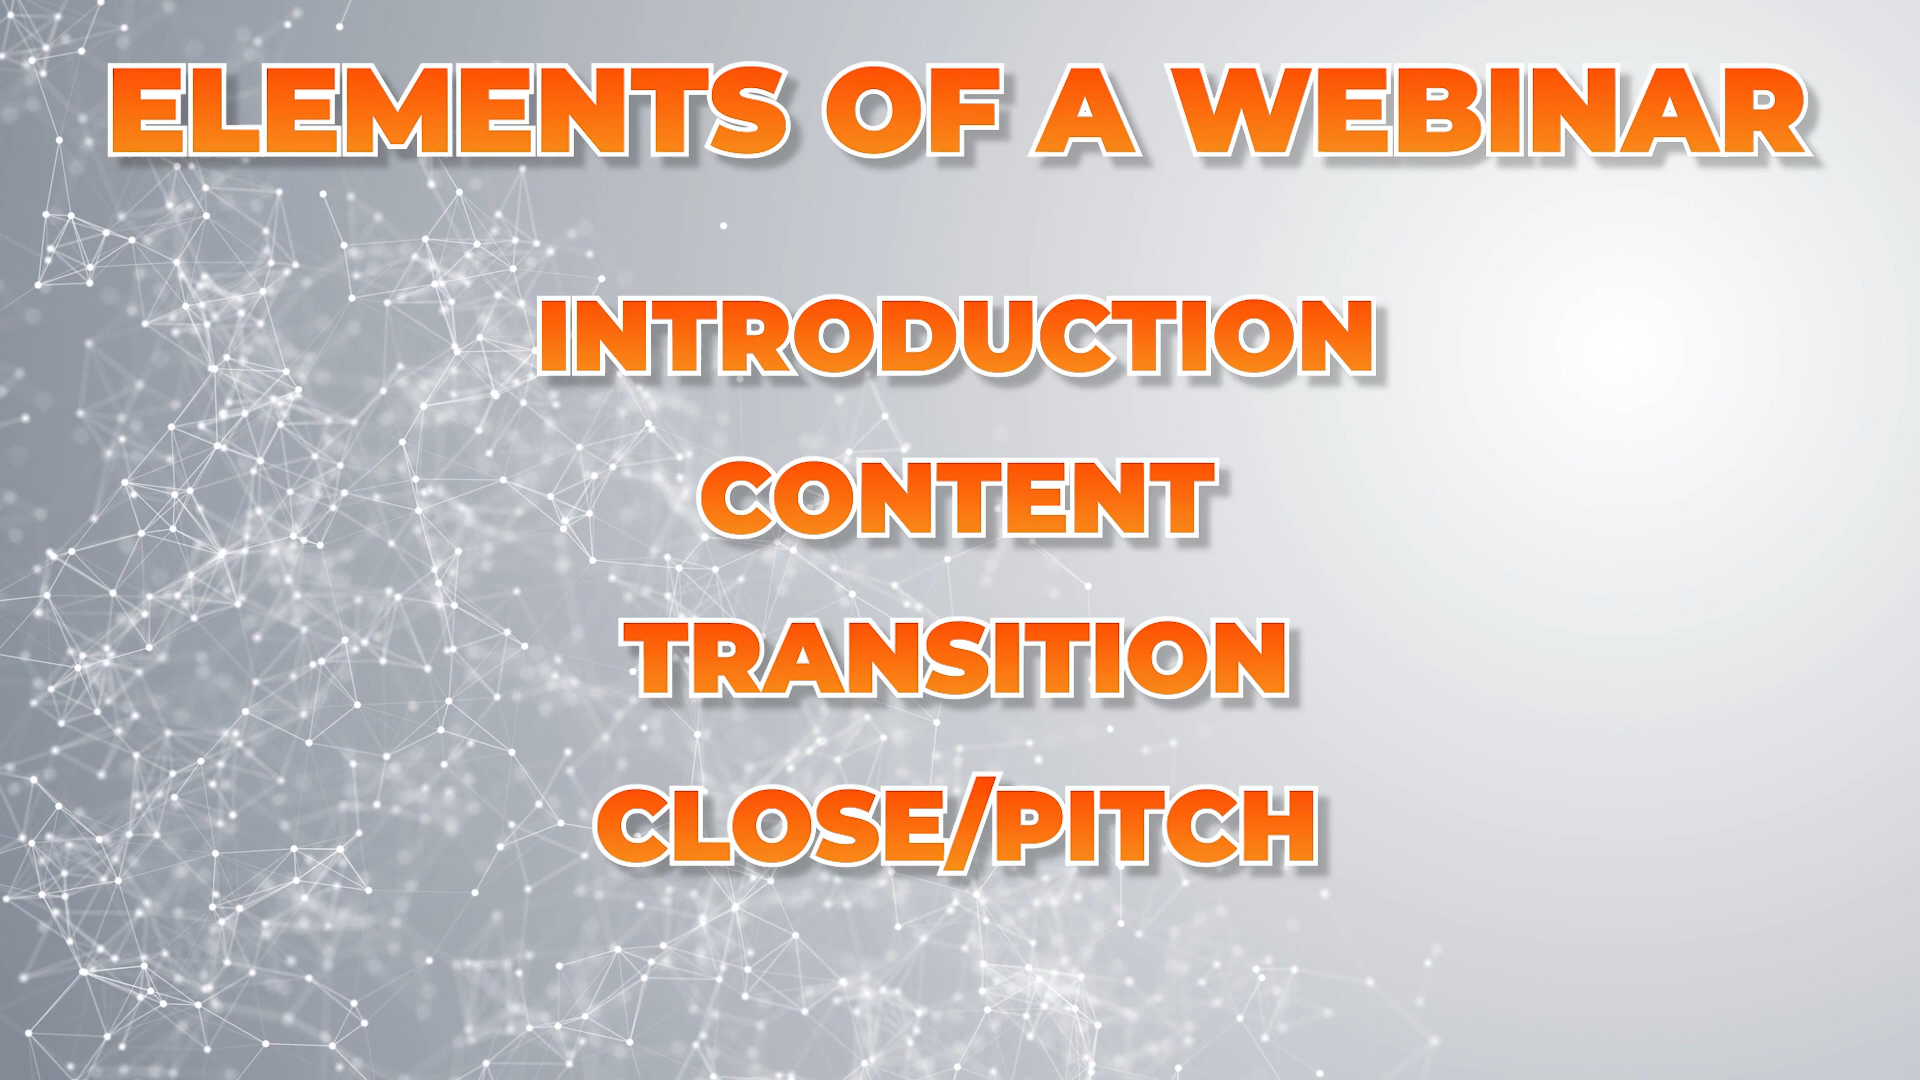 ELEMENTS OF A WEBINAR
INTRODUCTION
CONTENT
TRANSITION
CLOSE/PITCH